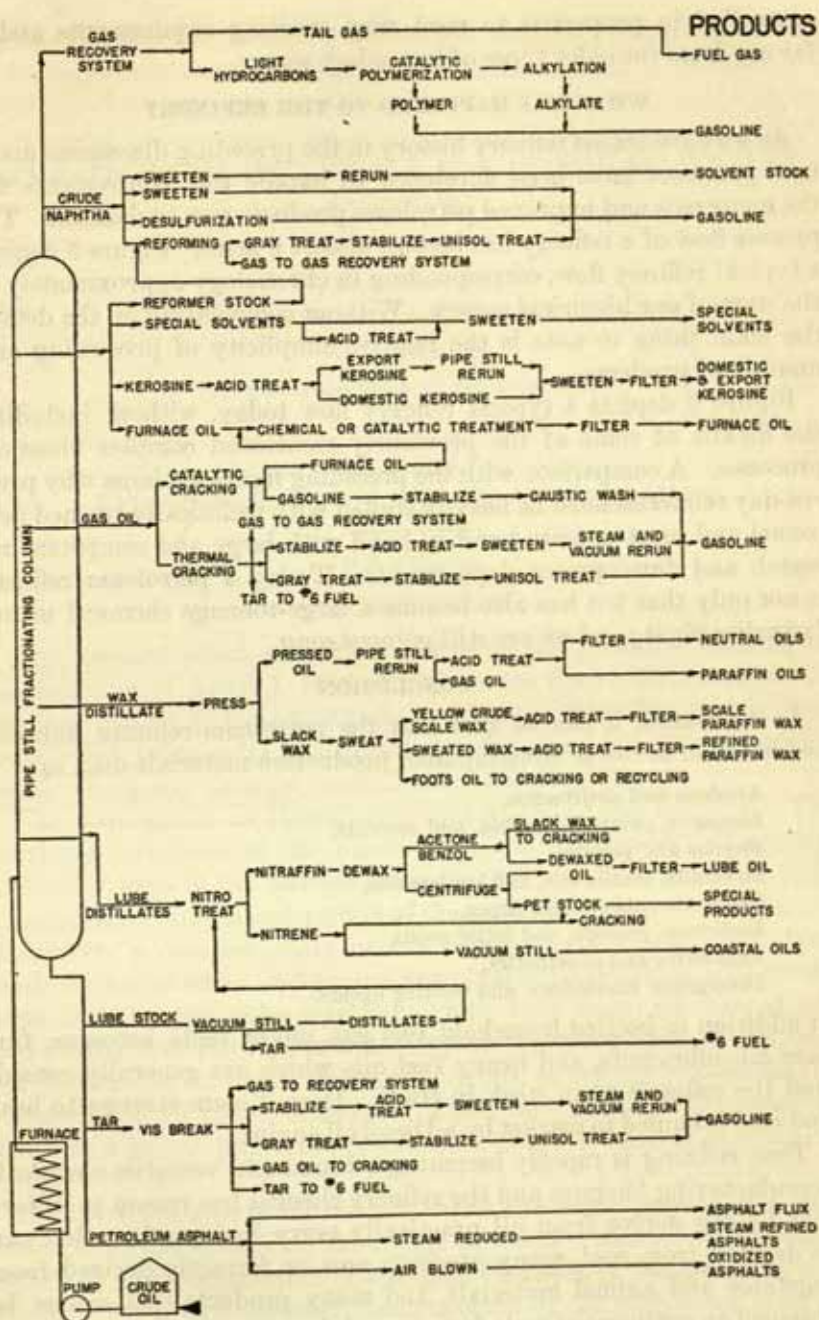 PRODUCTS
GAS RECOVERY SYSTEM
TAIL GAS
FUEL GAS
LIGHT HYDROCARBONS
CATALYTIC POLYMERIZATION
ALKYLATION
POLYMER
ALKYLATE
GASOLINE
CRUDE NAPHTHA
SWEETEN
RERUN
SOLVENT STOCK
SWEETEN
DESULFURIZATION
GASOLINE
REFORMING
GRAY TREAT
STABILIZE
UNISOL TREAT
GAS TO GAS RECOVERY SYSTEM
REFORMER STOCK
SPECIAL SOLVENTS
ACID TREAT
SWEETEN
SPECIAL SOLVENTS
KEROSINE
ACID TREAT
EXPORT KEROSINE
PIPE STILL RERUN
DOMESTIC KEROSINE
SWEETEN
FILTER
DOMESTIC & EXPORT KEROSINE
FURNACE OIL
CHEMICAL OR CATALYTIC TREATMENT
FILTER
FURNACE OIL
GAS OIL
CATALYTIC CRACKING
FURNACE OIL
GASOLINE
STABILIZE
CAUSTIC WASH
GAS TO GAS RECOVERY SYSTEM
THERMAL CRACKING
STABILIZE
ACID TREAT
SWEETEN
STEAM AND VACUUM RERUN
GASOLINE
GRAY TREAT
STABILIZE
UNISOL TREAT
TAR TO #6 FUEL
PIPE STILL FRACTIONATING COLUMN
WAX DISTILLATE
PRESS
PRESSED OIL
PIPE STILL RERUN
ACID TREAT
GAS OIL
FILTER
NEUTRAL OILS
PARAFFIN OILS
SLACK WAX
SWEAT
YELLOW CRUDE SCALE WAX
ACID TREAT
FILTER
SCALE PARAFFIN WAX
SWEATED WAX
ACID TREAT
FILTER
REFINED PARAFFIN WAX
FOOTS OIL TO CRACKING OR RECYCLING
LUBE DISTILLATES
NITRO TREAT
NITRAFFIN
DEWAX
ACETONE BENZOL
SLACK WAX TO CRACKING
DEWAXED OIL
FILTER
LUBE OIL
CENTRIFUGE
PET STOCK
SPECIAL PRODUCTS
NITRENE
CRACKING
VACUUM STILL
COASTAL OILS
LUBE STOCK
VACUUM STILL
DISTILLATES
TAR
#6 FUEL
TAR
VIS BREAK
GAS TO RECOVERY SYSTEM
STABILIZE
ACID TREAT
SWEETEN
STEAM AND VACUUM RERUN
GASOLINE
GRAY TREAT
STABILIZE
UNISOL TREAT
GAS OIL TO CRACKING
TAR TO #6 FUEL
FURNACE
PETROLEUM ASPHALT
ASPHALT FLUX
STEAM REDUCED
STEAM REFINED ASPHALTS
AIR BLOWN
OXIDIZED ASPHALTS
PUMP
CRUDE OIL